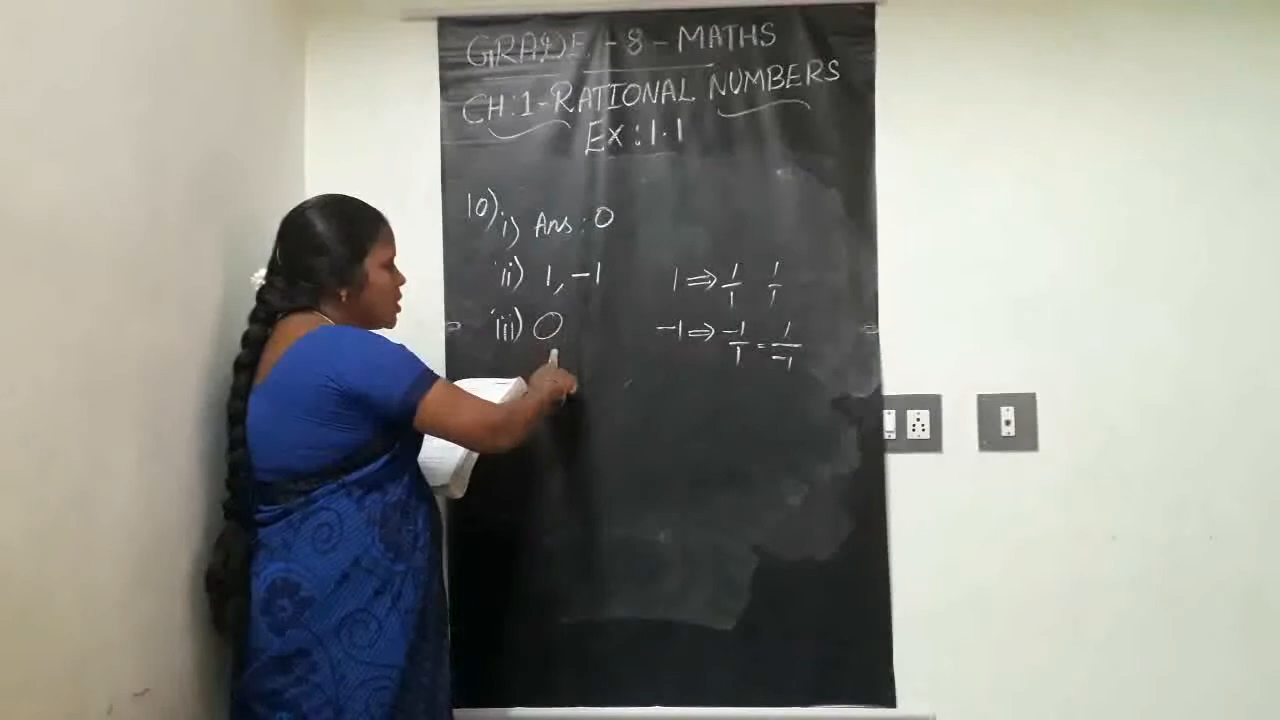 GRADE - 8 - MATHS
CH:1-RATIONAL NUMBERS
Ex:1.1
10) i) Ans: 0
ii) 1, -1 1 ⇒ 1/1 1/1
iii) 0 -1 ⇒ -1/1 = 1/-1